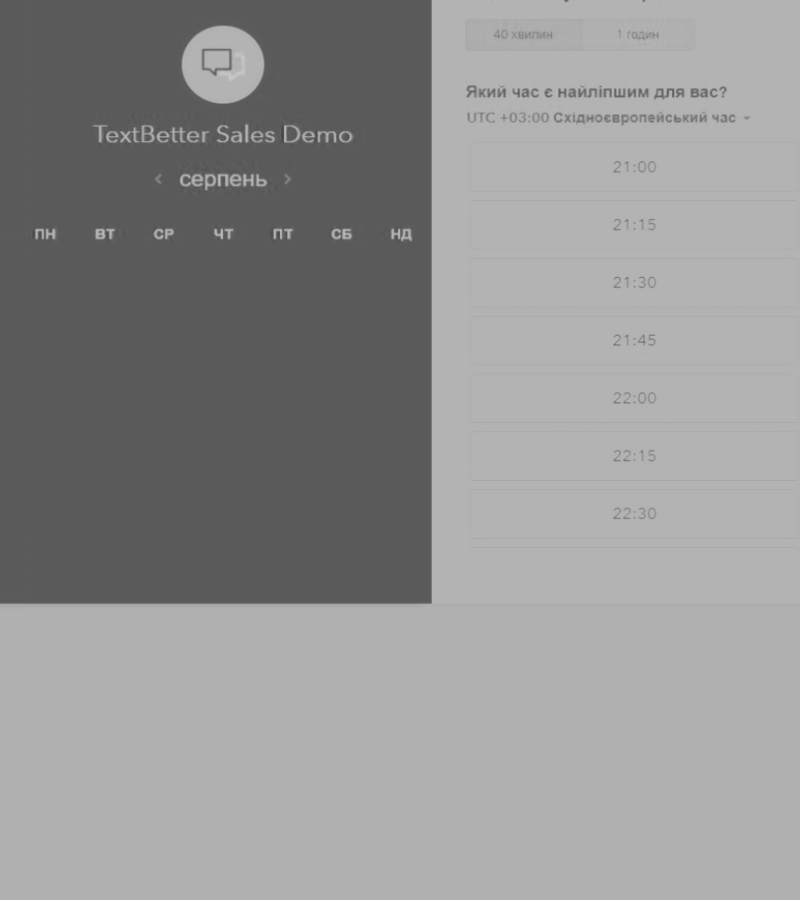 TextBetter Sales Demo
серпень
ПН ВТ СР ЧТ ПТ СБ НД
40 хвилин 1 годин
Який час є найліпшим для вас?
UTC +03:00 Східноєвропейський час
21:00
21:15
21:30
21:45
22:00
22:15
22:30